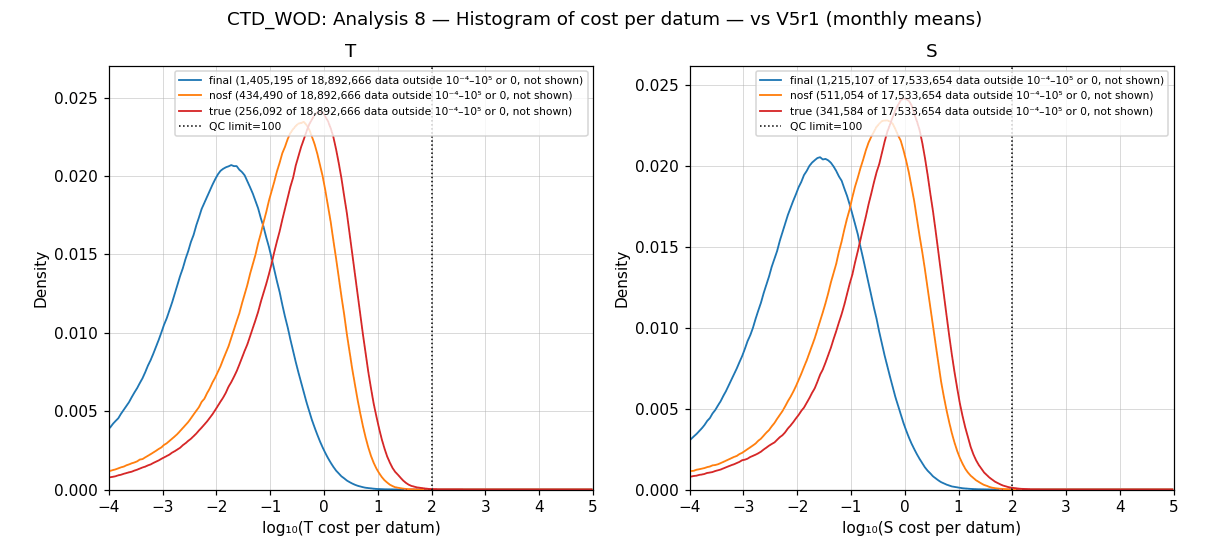 CTD_WOD: Analysis 8 — Histogram of cost per datum — vs V5r1 (monthly means)
T
final (1,405,195 of 18,892,666 data outside 10⁻⁴–10⁵ or 0, not shown)
nosf (434,490 of 18,892,666 data outside 10⁻⁴–10⁵ or 0, not shown)
true (256,092 of 18,892,666 data outside 10⁻⁴–10⁵ or 0, not shown)
QC limit=100
0.025
0.020
0.015
0.010
0.005
0.000
Density
−4 −3 −2 −1 0 1 2 3 4 5
log₁₀(T cost per datum)
S
final (1,215,107 of 17,533,654 data outside 10⁻⁴–10⁵ or 0, not shown)
nosf (511,054 of 17,533,654 data outside 10⁻⁴–10⁵ or 0, not shown)
true (341,584 of 17,533,654 data outside 10⁻⁴–10⁵ or 0, not shown)
QC limit=100
0.025
0.020
0.015
0.010
0.005
0.000
Density
−4 −3 −2 −1 0 1 2 3 4 5
log₁₀(S cost per datum)